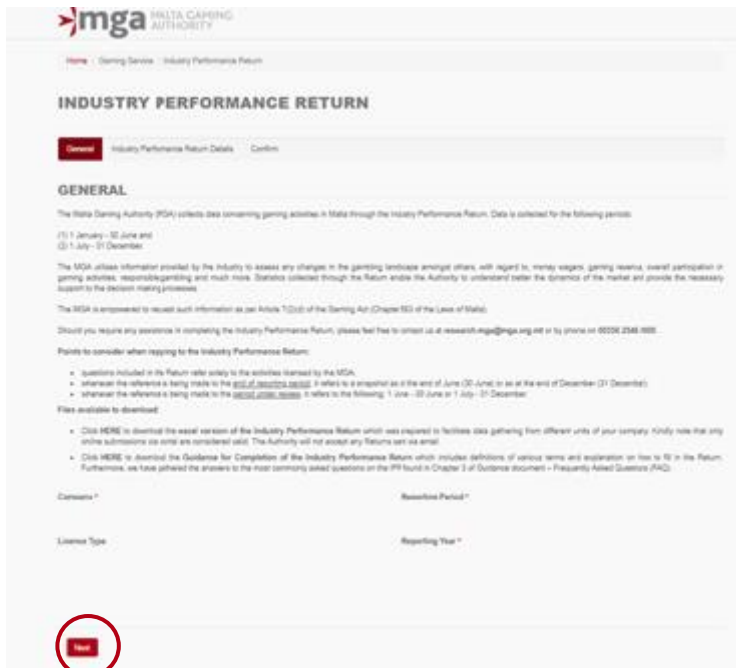 mga MALTA GAMING
AUTHORITY
Home / Gaming Service / Industry Performance Return
INDUSTRY PERFORMANCE RETURN
General Industry Performance Return Details Confirm
GENERAL
The Malta Gaming Authority (MGA) collects data concerning gaming activities in Malta through the Industry Performance Return. Data is collected for the following periods:
(1) 1 January - 30 June and
(2) 1 July - 31 December
The MGA utilises information provided by the industry to assess any changes in the gambling landscape amongst others, with regard to, money wagers, gaming revenue, overall participation in
gaming activities, responsible gambling and much more. Statistics collected through the Return enable the Authority to understand better the dynamics of the market and provide the necessary
support to the decision making processes.
The MGA is empowered to request such information as per Article 7(2)(d) of the Gaming Act (Chapter 583 of the Laws of Malta).
Should you require any assistance in completing the Industry Performance Return, please feel free to contact us at research.mga@mga.org.mt or by phone on
Points to consider when replying to the Industry Performance Return:
questions included in the Return refer solely to the activities licensed by the MGA.
whenever the reference is being made to the end of reporting period, it refers to a snapshot as at the end of June (30 June) or as at the end of December (31 December).
whenever the reference is being made to the period under review, it refers to the following: 1 June - 30 June or 1 July - 31 December.
Files available to download:
Click HERE to download the excel version of the Industry Performance Return which was prepared to facilitate data gathering from different units of your company. Kindly note that only
online submissions via portal are considered valid. The Authority will not accept any Returns sent via email.
Click HERE to download the Guidance for Completion of the Industry Performance Return which includes definitions of various terms and explanation on how to fill in the Return.
Furthermore, we have gathered the answers to the most commonly asked questions on the IPR found in Chapter 3 of Guidance document – Frequently Asked Questions (FAQ).
Company * Reporting Period *
Licence Type Reporting Year *
Next